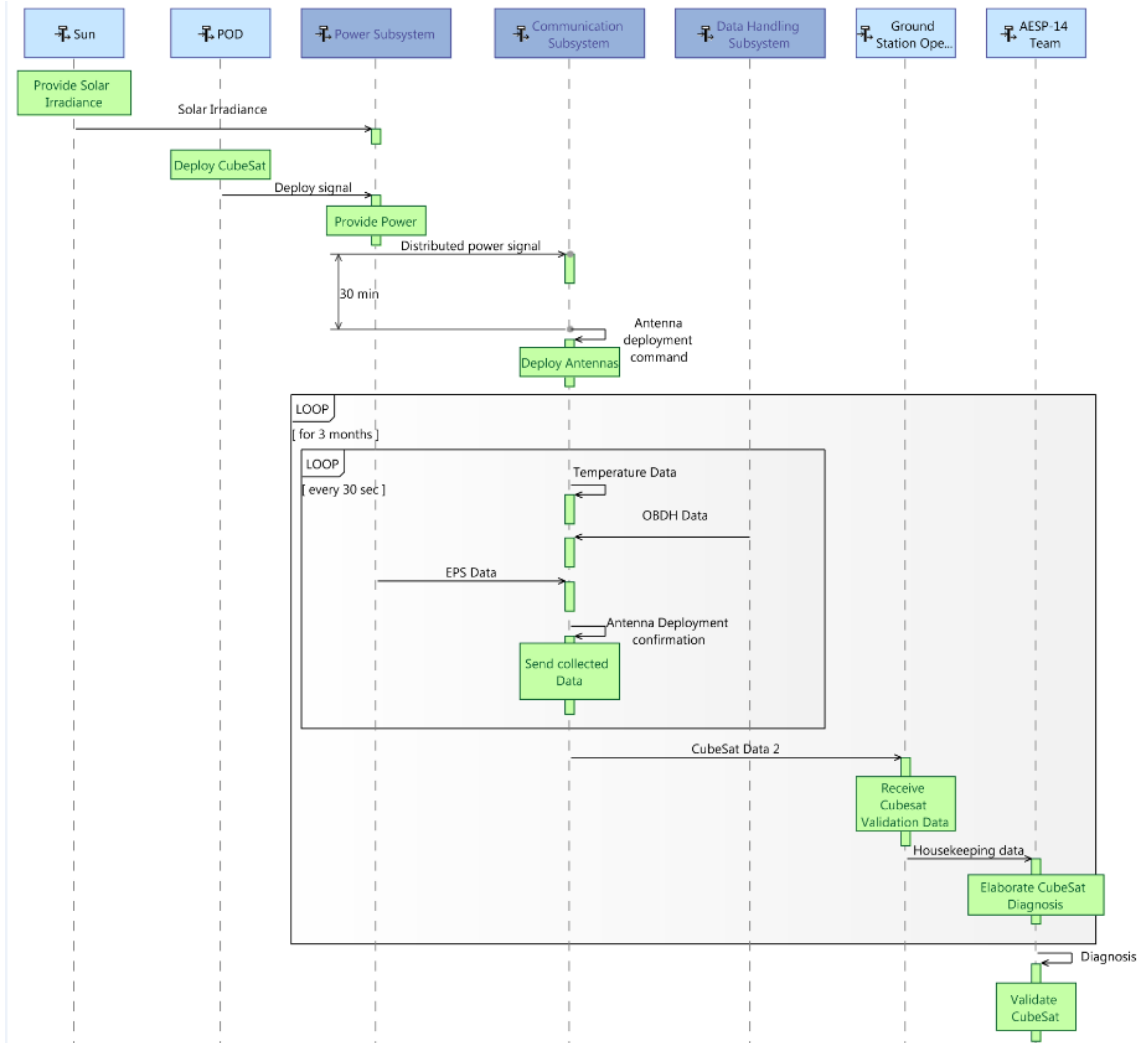 Sun
POD
Power Subsystem
Communication
Subsystem
Data Handling
Subsystem
Ground
Station Ope...
AESP-14
Team
Provide Solar
Irradiance
Solar Irradiance
Deploy CubeSat
Deploy signal
Provide Power
Distributed power signal
30 min
Antenna
deployment
command
Deploy Antennas
LOOP
[ for 3 months ]
LOOP
[ every 30 sec ]
Temperature Data
OBDH Data
EPS Data
Antenna Deployment
confirmation
Send collected
Data
CubeSat Data 2
Receive
Cubesat
Validation Data
Housekeeping data
Elaborate CubeSat
Diagnosis
Diagnosis
Validate
CubeSat